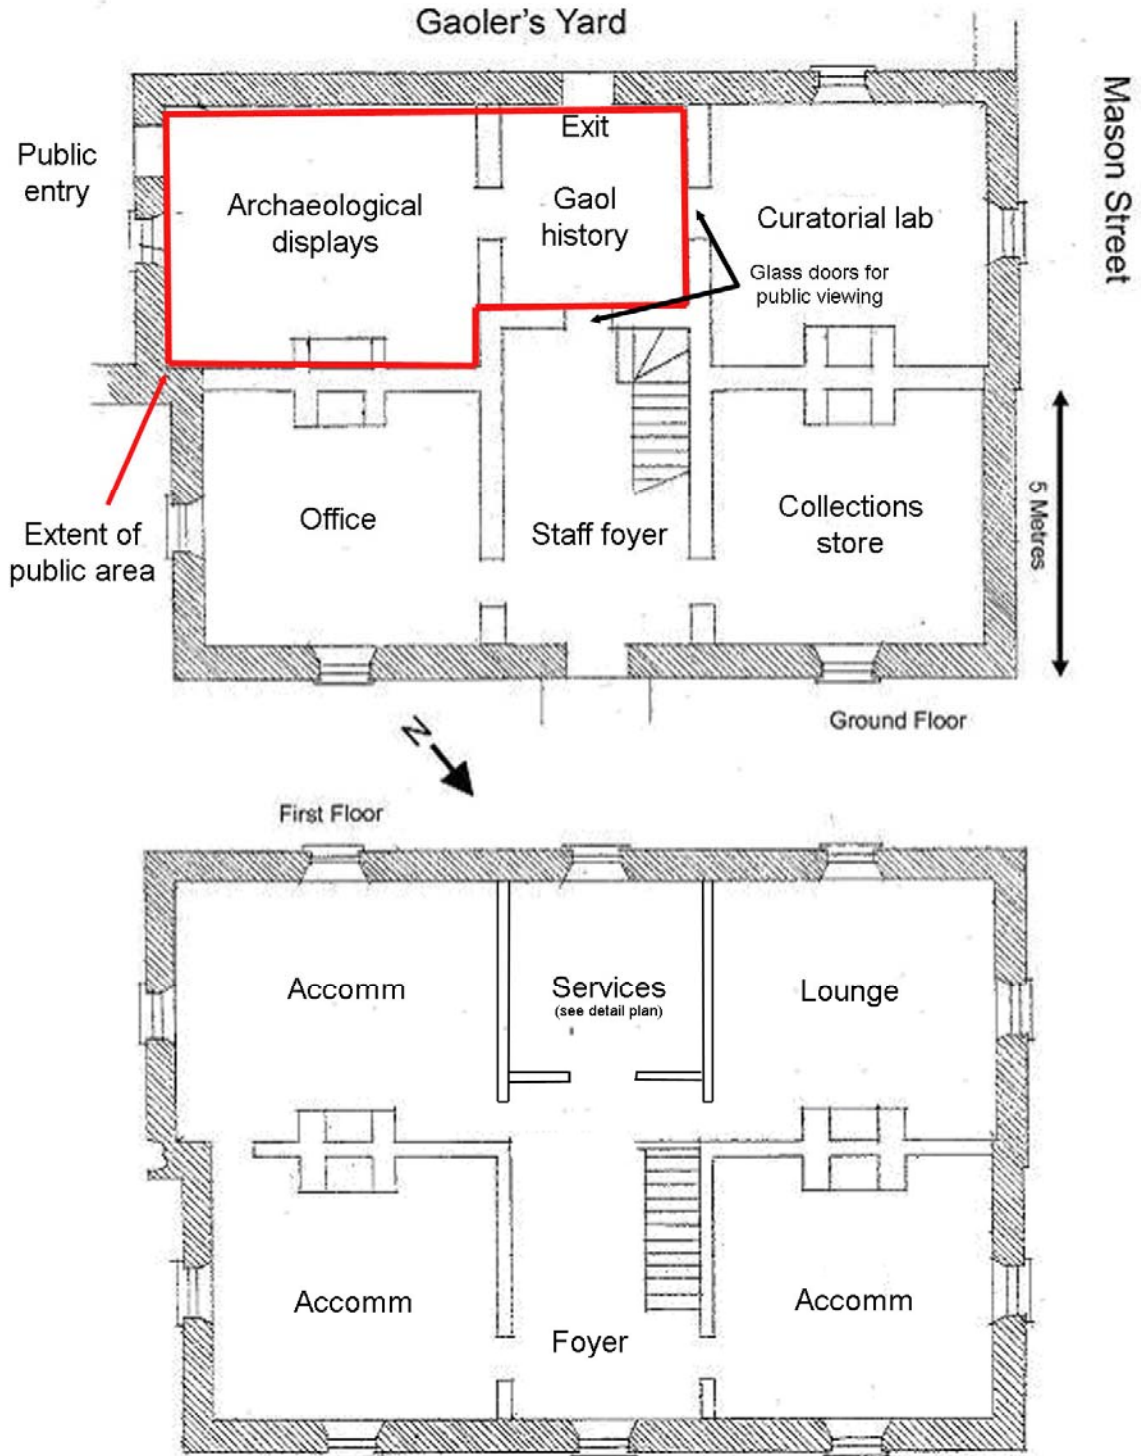 Gaoler's Yard
Mason Street
Public
entry
Exit
Archaeological
displays
Gaol
history
Curatorial lab
Glass doors for
public viewing
Extent of
public area
Office
Staff foyer
Collections
store
5 Metres
Ground Floor
N
First Floor
Accomm
Services
(see detail plan)
Lounge
Accomm
Foyer
Accomm